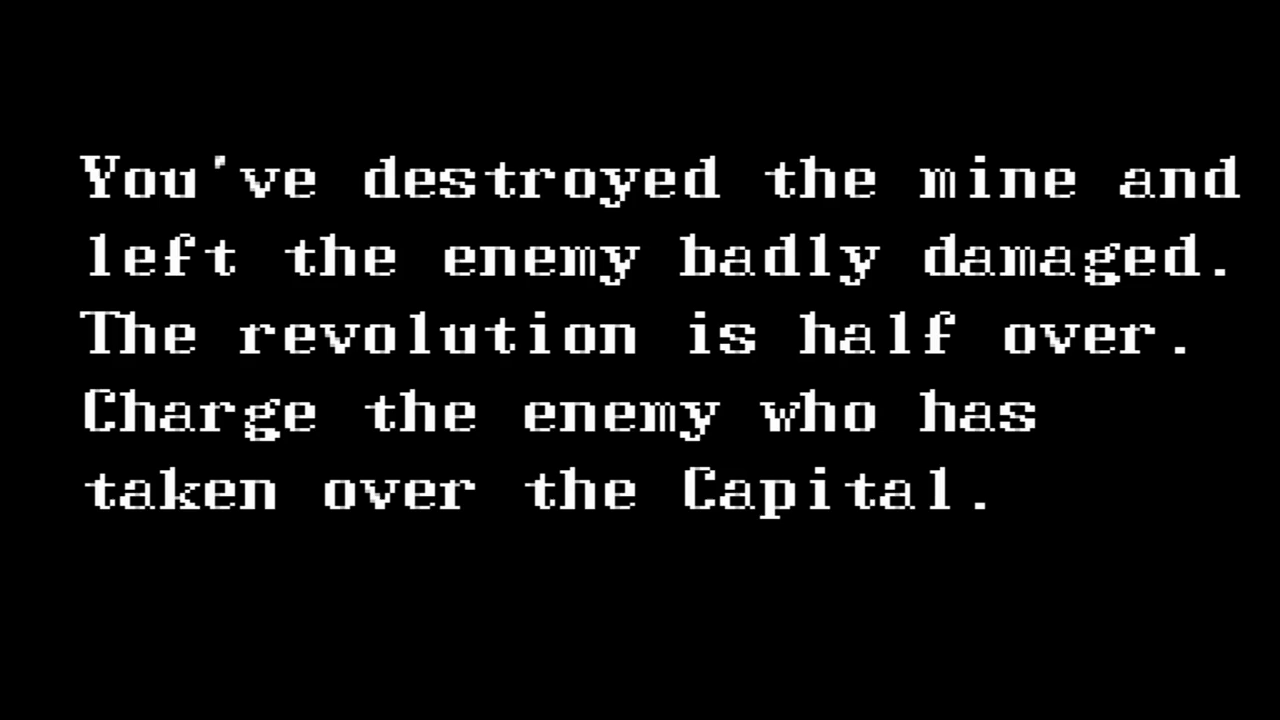 You've destroyed the mine and
left the enemy badly damaged.
The revolution is half over.
Charge the enemy who has
taken over the Capital.